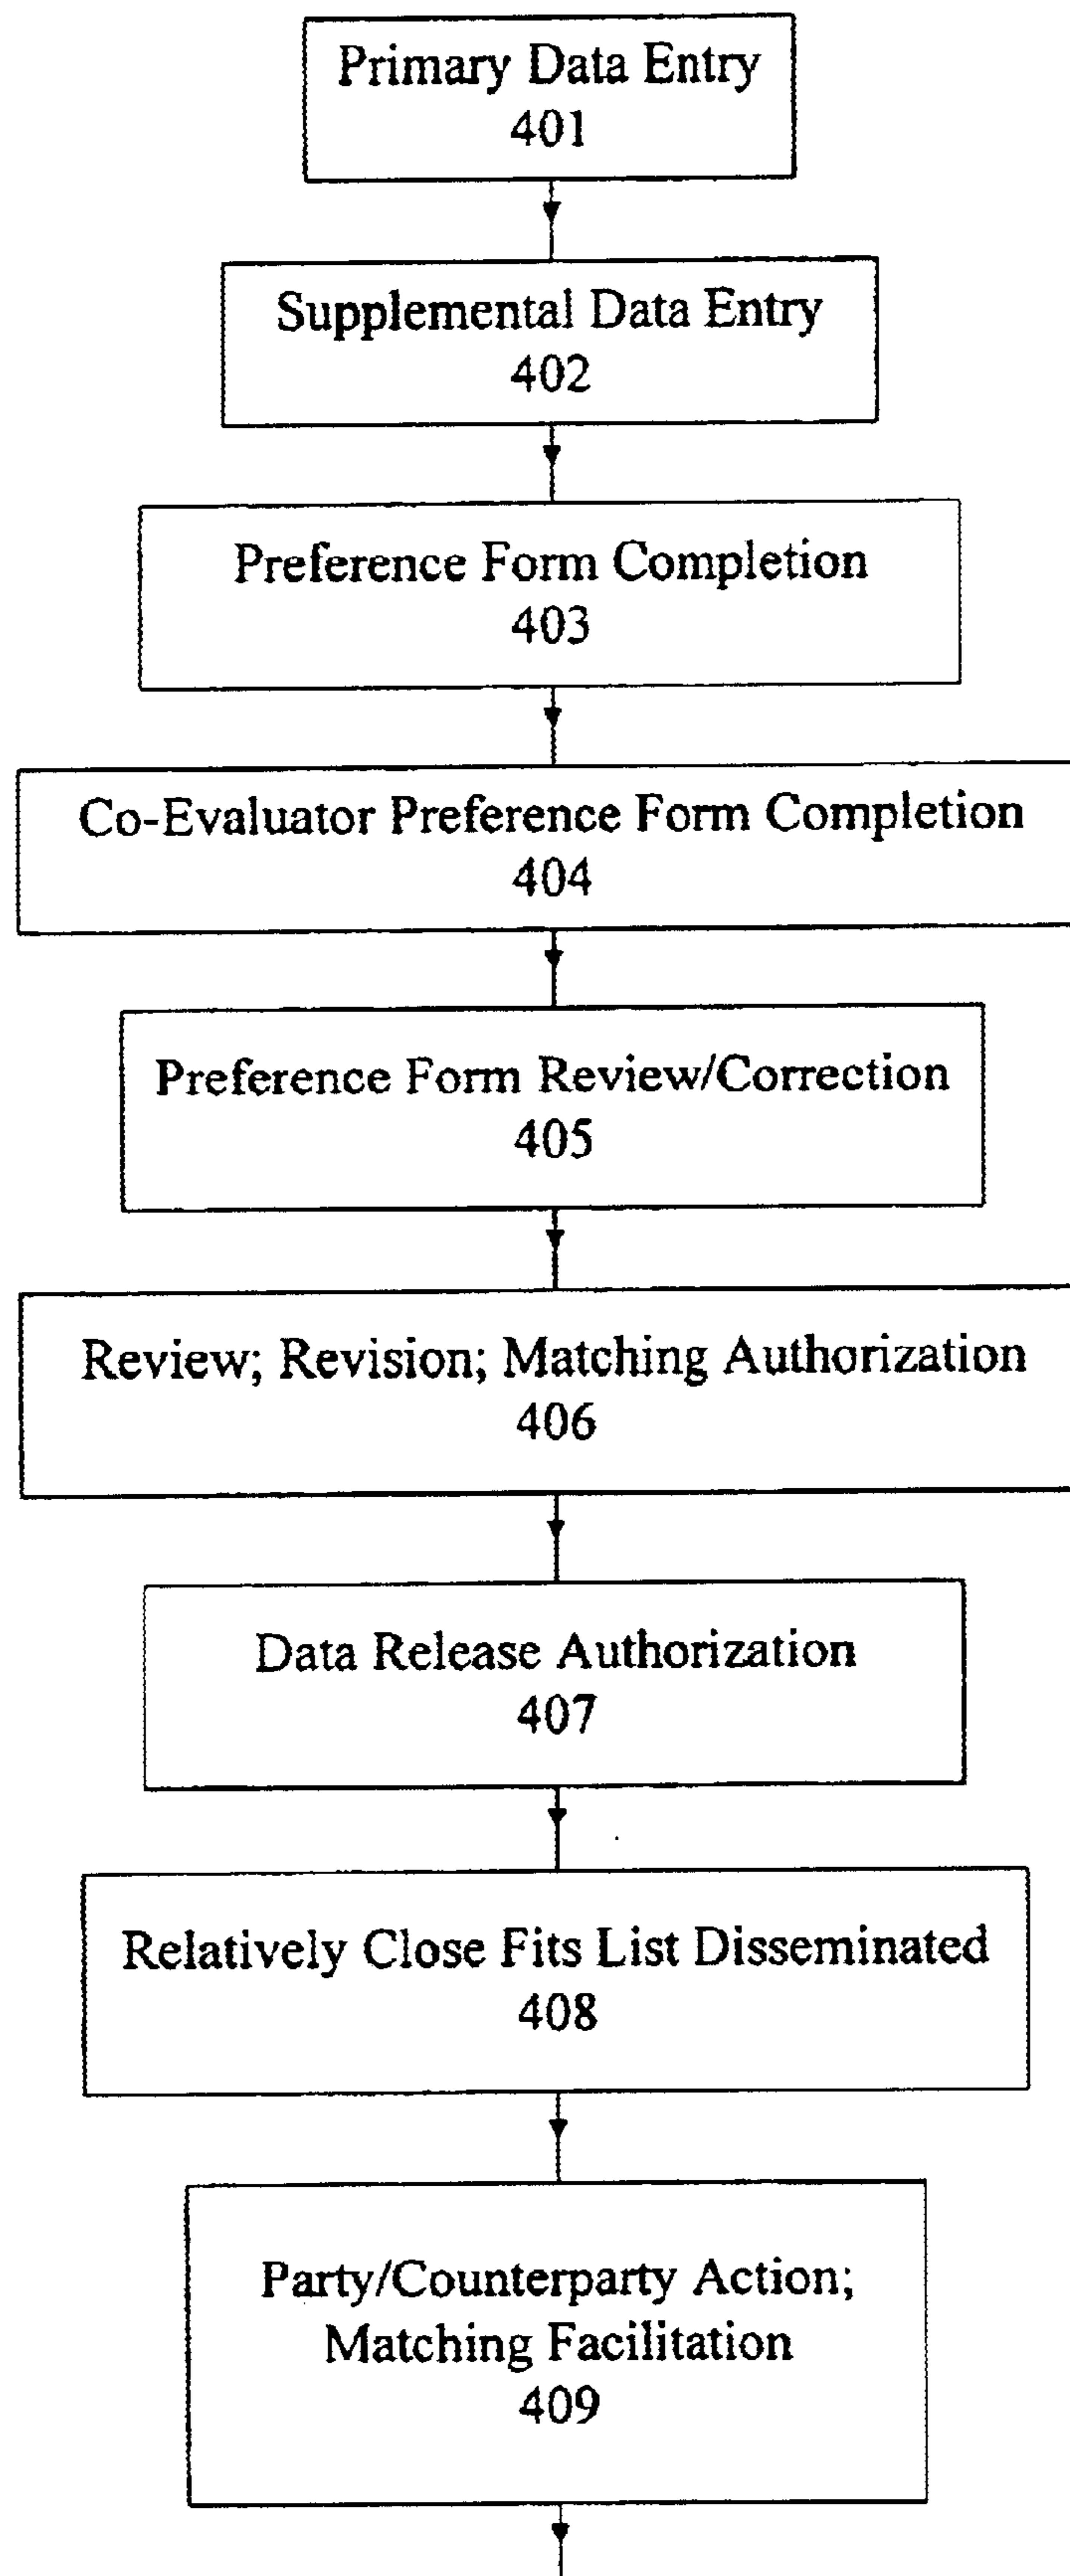 Primary Data Entry
401
Supplemental Data Entry
402
Preference Form Completion
403
Co-Evaluator Preference Form Completion
404
Preference Form Review/Correction
405
Review; Revision; Matching Authorization
406
Data Release Authorization
407
Relatively Close Fits List Disseminated
408
Party/Counterparty Action;
Matching Facilitation
409